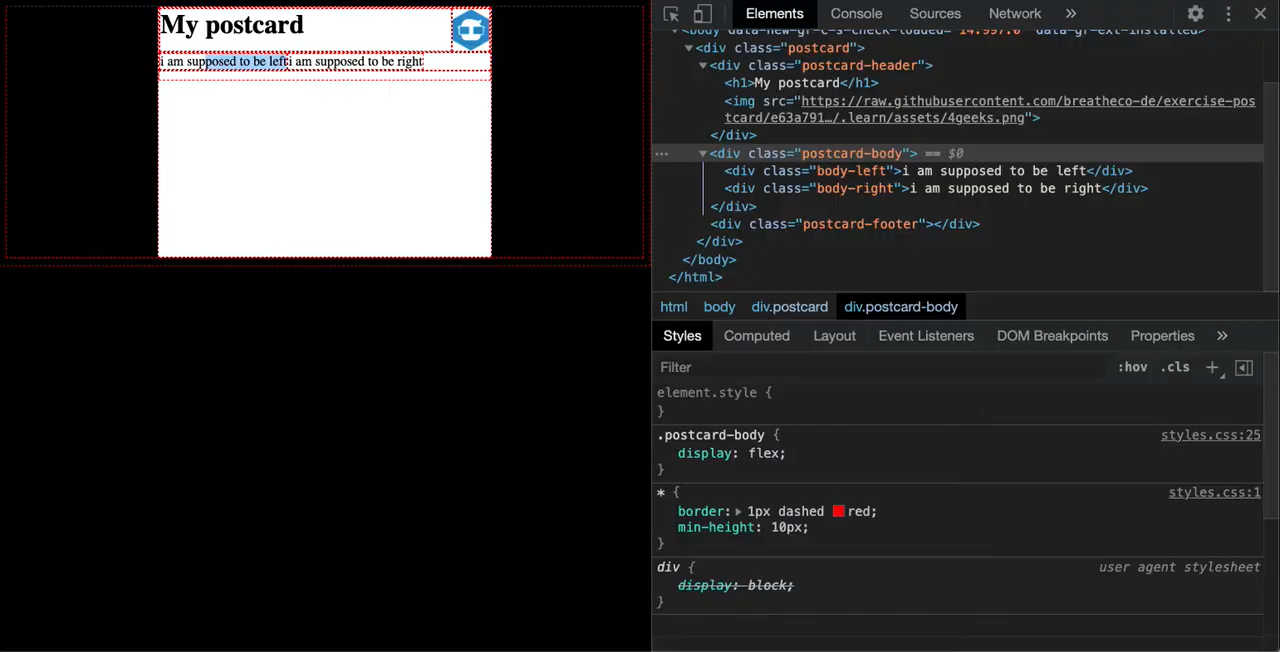 My postcard
i am supposed to be left i am supposed to be right
Elements Console Sources Network »
<body data-new-gr-c-s-check-loaded="14.997.0" data-gr-ext-installed>
▼<div class="postcard">
▼<div class="postcard-header">
<h1>My postcard</h1>
<img src="https://raw.githubusercontent.com/breatheco-de/exercise-pos
tcard/e63a791…/.learn/assets/4geeks.png">
</div>
… ▼<div class="postcard-body"> == $0
<div class="body-left">i am supposed to be left</div>
<div class="body-right">i am supposed to be right</div>
</div>
<div class="postcard-footer"></div>
</div>
</body>
</html>
html body div.postcard div.postcard-body
Styles Computed Layout Event Listeners DOM Breakpoints Properties »
Filter :hov .cls +
element.style {
}
.postcard-body { styles.css:25
display: flex;
}
* { styles.css:1
border:▶ 1px dashed red;
min-height: 10px;
}
div { user agent stylesheet
display: block;
}